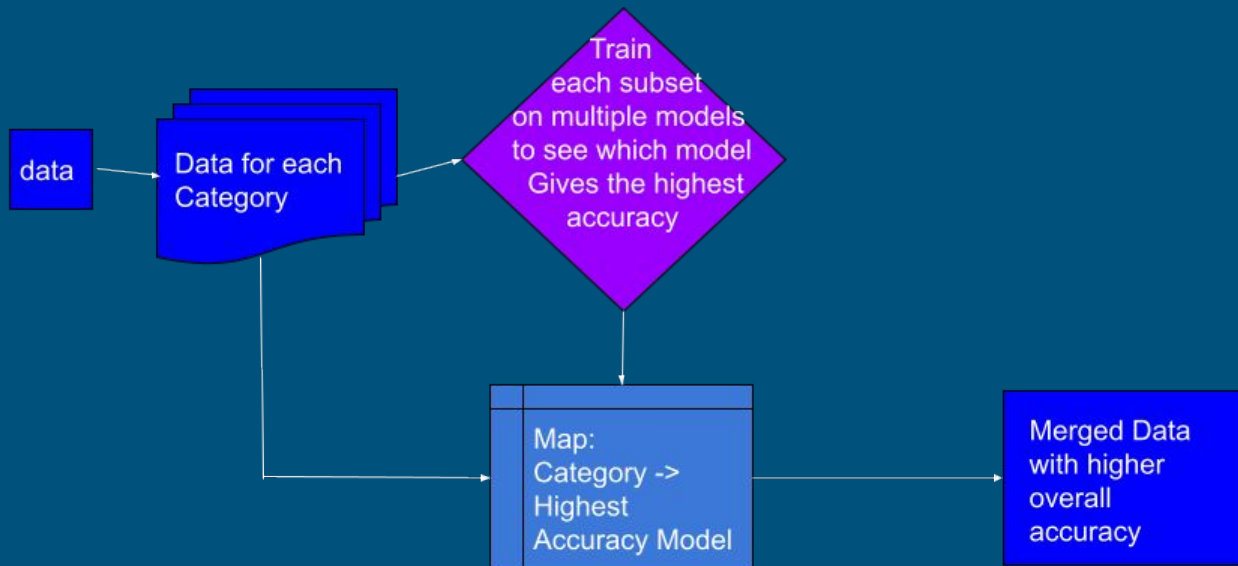 data
Data for each
Category
Train
each subset
on multiple models
to see which model
Gives the highest
accuracy
Map:
Category ->
Highest
Accuracy Model
Merged Data
with higher
overall
accuracy